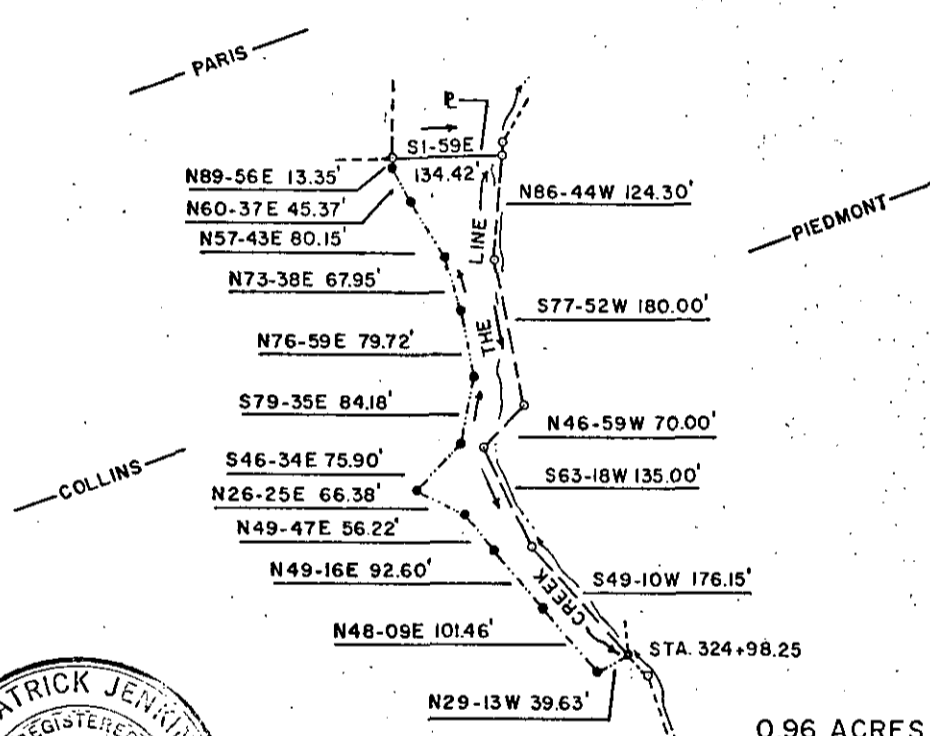 PARIS
P
S1-59E
134.42'
N89-56E 13.35'
N60-37E 45.37'
N86-44W 124.30'
N57-43E 80.15'
PIEDMONT
N73-38E 67.95'
S77-52W 180.00'
N76-59E 79.72'
THE LINE
S79-35E 84.18'
N46-59W 70.00'
S46-34E 75.90'
S63-18W 135.00'
COLLINS
N26-25E 66.38'
N49-47E 56.22'
N49-16E 92.60'
S49-10W 176.15'
CREEK
N48-09E 101.46'
STA. 324+98.25
N29-13W 39.63'
ATRICK JENKI
REGISTERED
0.96 ACRES